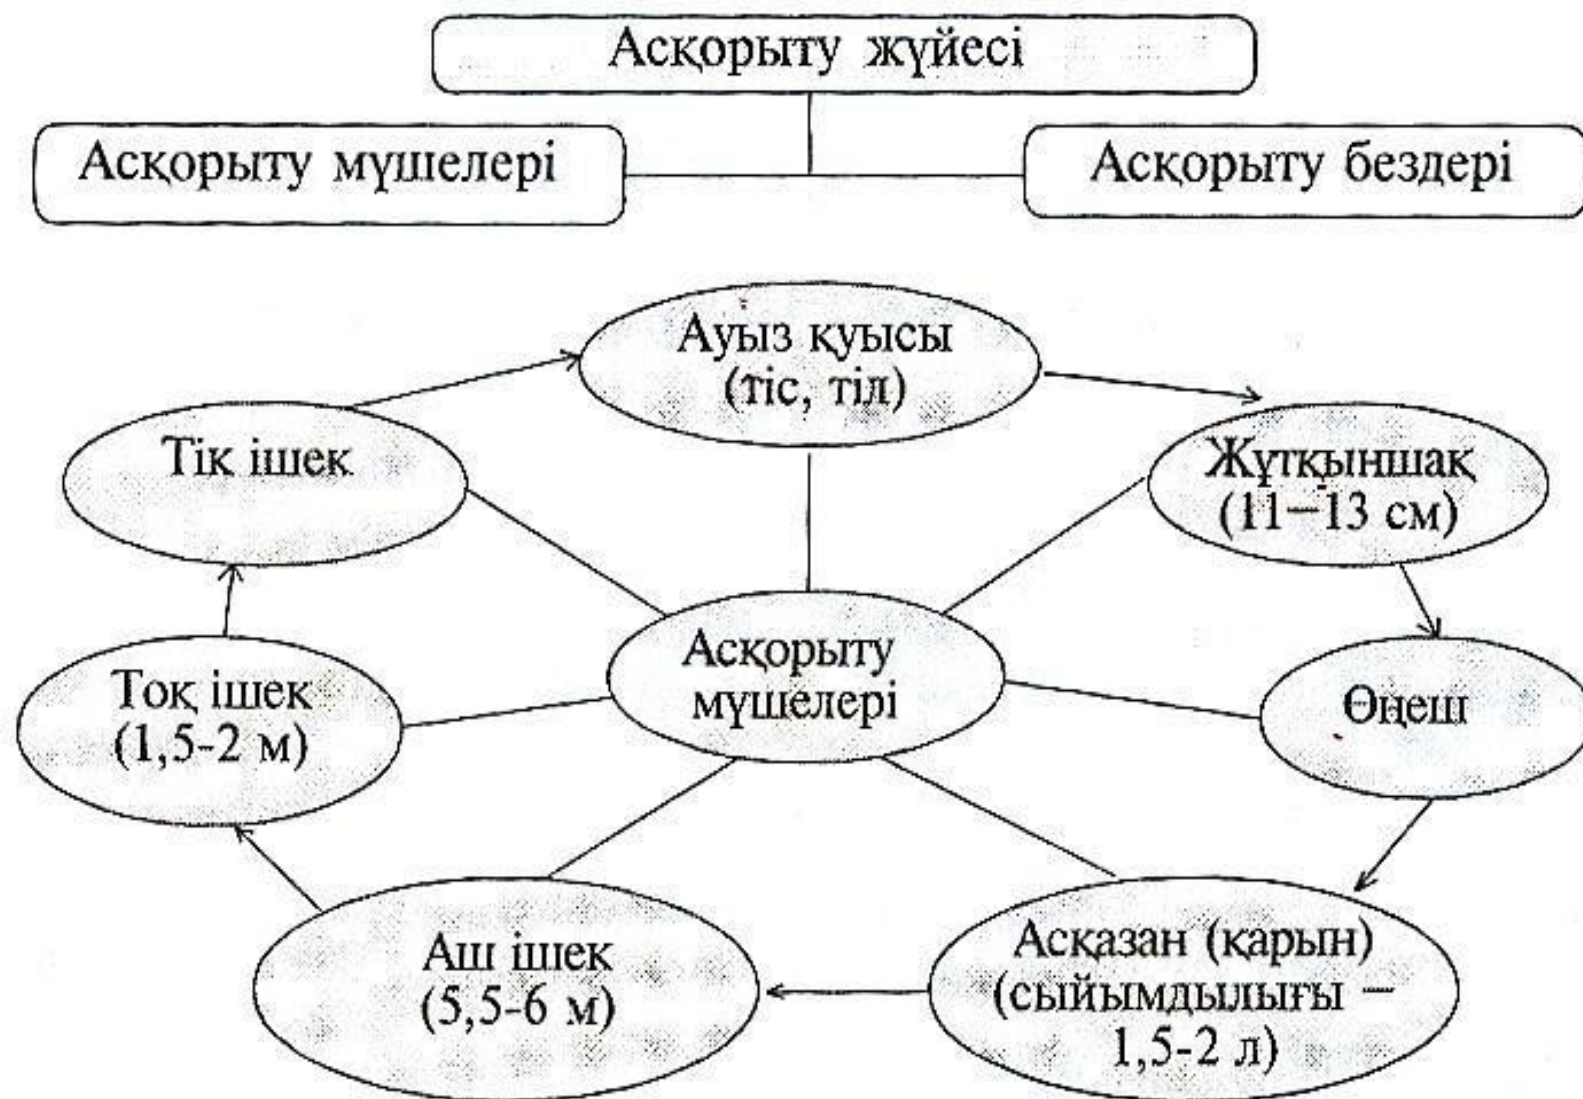 Асқорыту жүйесі
Асқорыту мүшелері
Асқорыту бездері
Ауыз қуысы
(тіс, тіл)
Тік ішек
Жұтқыншақ
(11–13 см)
Асқорыту
мүшелері
Тоқ ішек
(1,5-2 м)
Өңеш
Аш ішек
(5,5-6 м)
Асқазан (қарын)
(сыйымдылығы –
1,5-2 л)